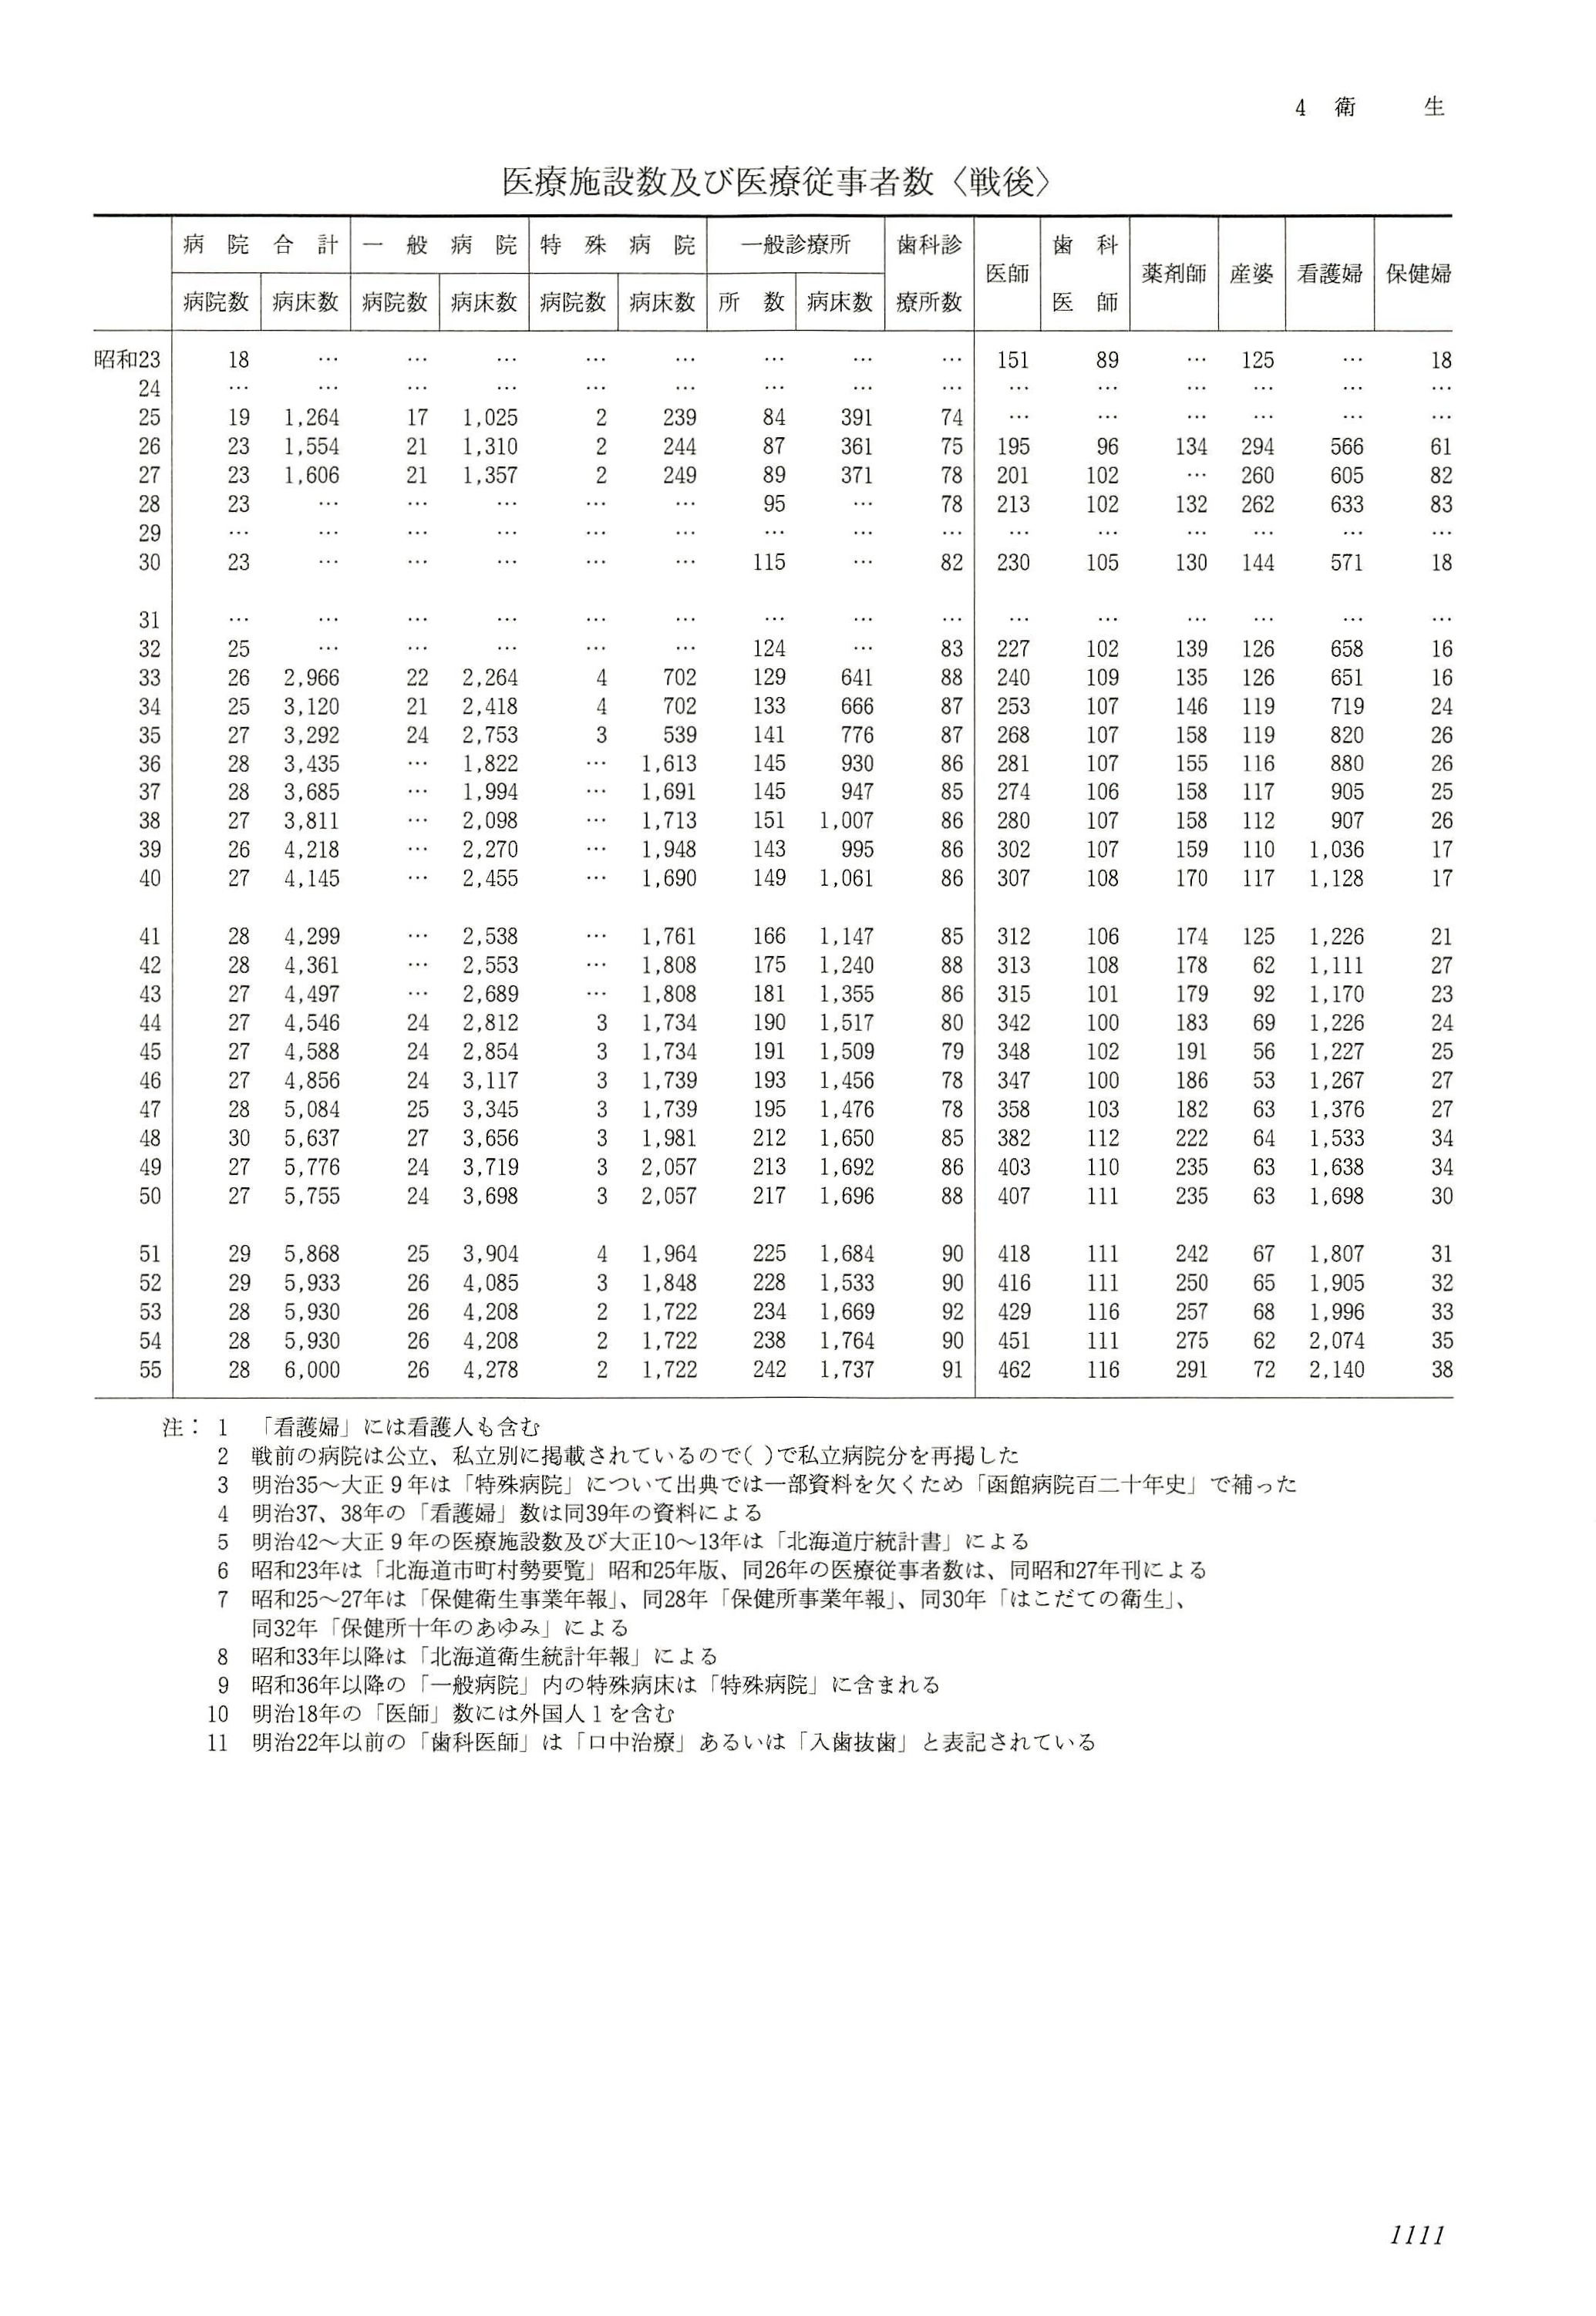 4 衛 生
医療施設数及び医療従事者数〈戦後〉
病院合計 一般病院 特殊病院 一般診療所 歯科診療所数 医師 歯科医師 薬剤師 産婆 看護婦 保健婦
病院数 病床数 病院数 病床数 病院数 病床数 所数 病床数
昭和23 18 … … … … … … … … 151 89 … 125 … 18
24 … … … … … … … … … … … … … … …
25 19 1,264 17 1,025 2 239 84 391 74 … … … … … …
26 23 1,554 21 1,310 2 244 87 361 75 195 96 134 294 566 61
27 23 1,606 21 1,357 2 249 89 371 78 201 102 … 260 605 82
28 23 … … … … … 95 … 78 213 102 132 262 633 83
29 … … … … … … … … … … … … … … …
30 23 … … … … … 115 … 82 230 105 130 144 571 18
31 … … … … … … … … … … … … … … …
32 25 … … … … … 124 … 83 227 102 139 126 658 16
33 26 2,966 22 2,264 4 702 129 641 88 240 109 135 126 651 16
34 25 3,120 21 2,418 4 702 133 666 87 253 107 146 119 719 24
35 27 3,292 24 2,753 3 539 141 776 87 268 107 158 119 820 26
36 28 3,435 … 1,822 … 1,613 145 930 86 281 107 155 116 880 26
37 28 3,685 … 1,994 … 1,691 145 947 85 274 106 158 117 905 25
38 27 3,811 … 2,098 … 1,713 151 1,007 86 280 107 158 112 907 26
39 26 4,218 … 2,270 … 1,948 143 995 86 302 107 159 110 1,036 17
40 27 4,145 … 2,455 … 1,690 149 1,061 86 307 108 170 117 1,128 17
41 28 4,299 … 2,538 … 1,761 166 1,147 85 312 106 174 125 1,226 21
42 28 4,361 … 2,553 … 1,808 175 1,240 88 313 108 178 62 1,111 27
43 27 4,497 … 2,689 … 1,808 181 1,355 86 315 101 179 92 1,170 23
44 27 4,546 24 2,812 3 1,734 190 1,517 80 342 100 183 69 1,226 24
45 27 4,588 24 2,854 3 1,734 191 1,509 79 348 102 191 56 1,227 25
46 27 4,856 24 3,117 3 1,739 193 1,456 78 347 100 186 53 1,267 27
47 28 5,084 25 3,345 3 1,739 195 1,476 78 358 103 182 63 1,376 27
48 30 5,637 27 3,656 3 1,981 212 1,650 85 382 112 222 64 1,533 34
49 27 5,776 24 3,719 3 2,057 213 1,692 86 403 110 235 63 1,638 34
50 27 5,755 24 3,698 3 2,057 217 1,696 88 407 111 235 63 1,698 30
51 29 5,868 25 3,904 4 1,964 225 1,684 90 418 111 242 67 1,807 31
52 29 5,933 26 4,085 3 1,848 228 1,533 90 416 111 250 65 1,905 32
53 28 5,930 26 4,208 2 1,722 234 1,669 92 429 116 257 68 1,996 33
54 28 5,930 26 4,208 2 1,722 238 1,764 90 451 111 275 62 2,074 35
55 28 6,000 26 4,278 2 1,722 242 1,737 91 462 116 291 72 2,140 38
注：1 「看護婦」には看護人も含む
2 戦前の病院は公立、私立別に掲載されているので( )で私立病院分を再掲した
3 明治35〜大正9年は「特殊病院」について出典では一部資料を欠くため「函館病院百二十年史」で補った
4 明治37、38年の「看護婦」数は同39年の資料による
5 明治42〜大正9年の医療施設数及び大正10〜13年は「北海道庁統計書」による
6 昭和23年は「北海道市町村勢要覧」昭和25年版、同26年の医療従事者数は、同昭和27年刊による
7 昭和25〜27年は「保健衛生事業年報」、同28年「保健所事業年報」、同30年「はこだての衛生」、
同32年「保健所十年のあゆみ」による
8 昭和33年以降は「北海道衛生統計年報」による
9 昭和36年以降の「一般病院」内の特殊病床は「特殊病院」に含まれる
10 明治18年の「医師」数には外国人1を含む
11 明治22年以前の「歯科医師」は「口中治療」あるいは「入歯抜歯」と表記されている
1111